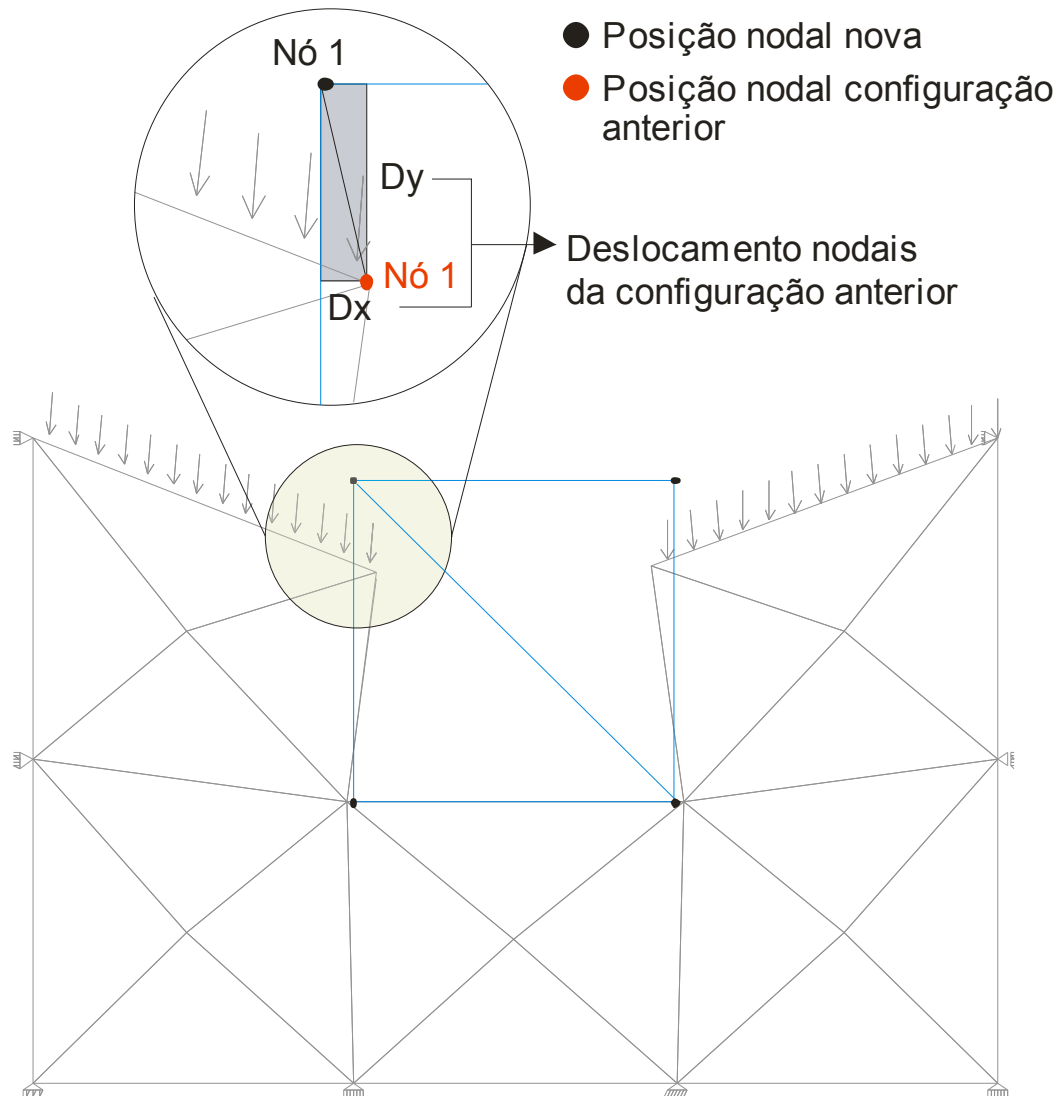 Nó 1
Posição nodal nova
Posição nodal configuração
anterior
Dy
Nó 1
Dx
Deslocamento nodais
da configuração anterior